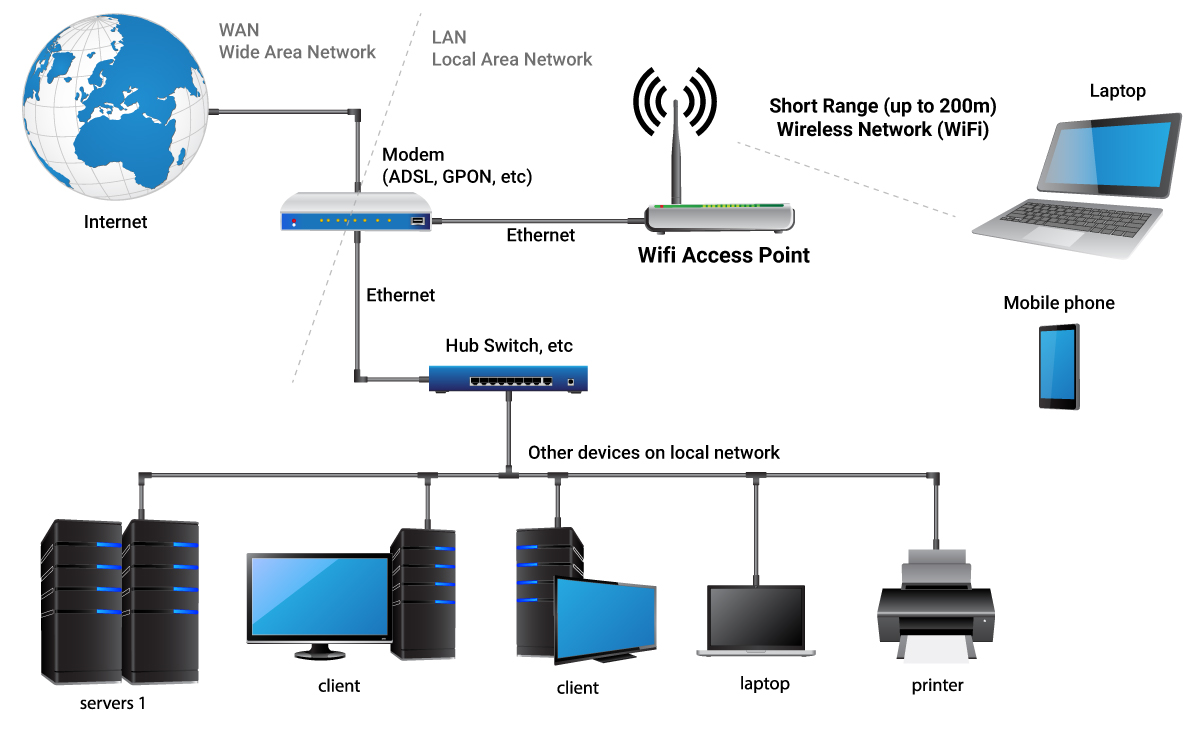 WAN
Wide Area Network
LAN
Local Area Network
Internet
Modem
(ADSL, GPON, etc)
Ethernet
Wifi Access Point
Short Range (up to 200m)
Wireless Network (WiFi)
Laptop
Mobile phone
Ethernet
Hub Switch, etc
Other devices on local network
servers 1
client
client
laptop
printer